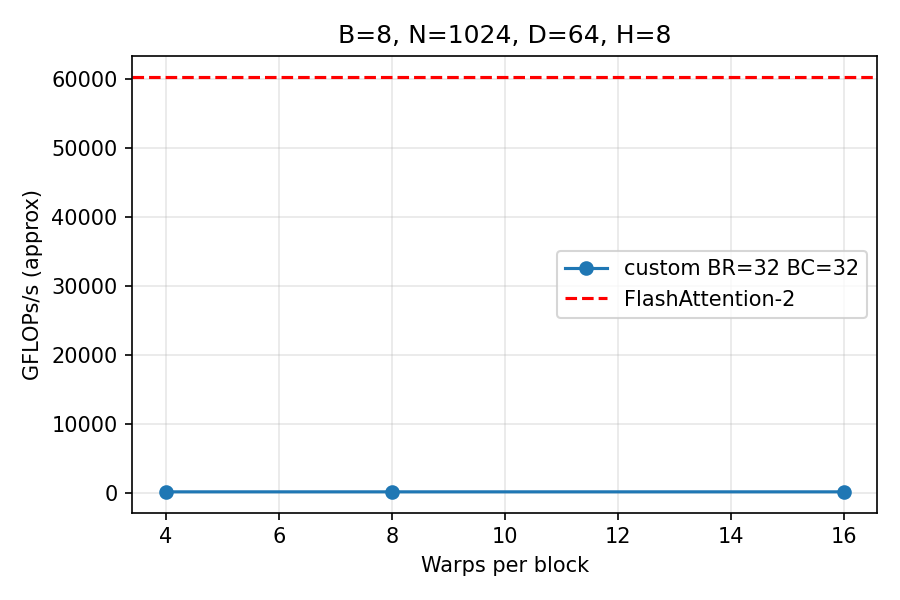 B=8, N=1024, D=64, H=8
GFLOPs/s (approx)
60000
50000
40000
30000
20000
10000
0
custom BR=32 BC=32
FlashAttention-2
4 6 8 10 12 14 16
Warps per block